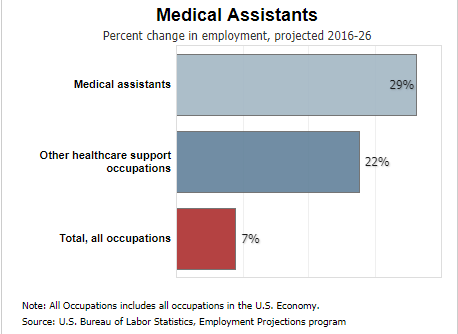 Medical Assistants
Percent change in employment, projected 2016-26
Medical assistants
29%
Other healthcare support
occupations
22%
Total, all occupations
7%
Note: All Occupations includes all occupations in the U.S. Economy.
Source: U.S. Bureau of Labor Statistics, Employment Projections program